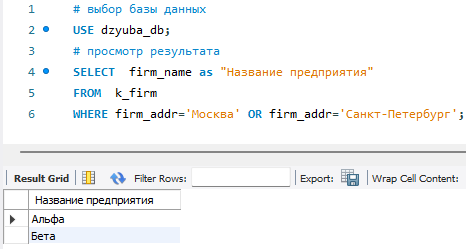 1 # выбор базы данных
2 USE dzyuba_db;
3 # просмотр результата
4 SELECT firm_name as "Название предприятия"
5 FROM k_firm
6 WHERE firm_addr='Москва' OR firm_addr='Санкт-Петербург';
Result Grid Filter Rows: Export: Wrap Cell Content:
Название предприятия
Альфа
Бета